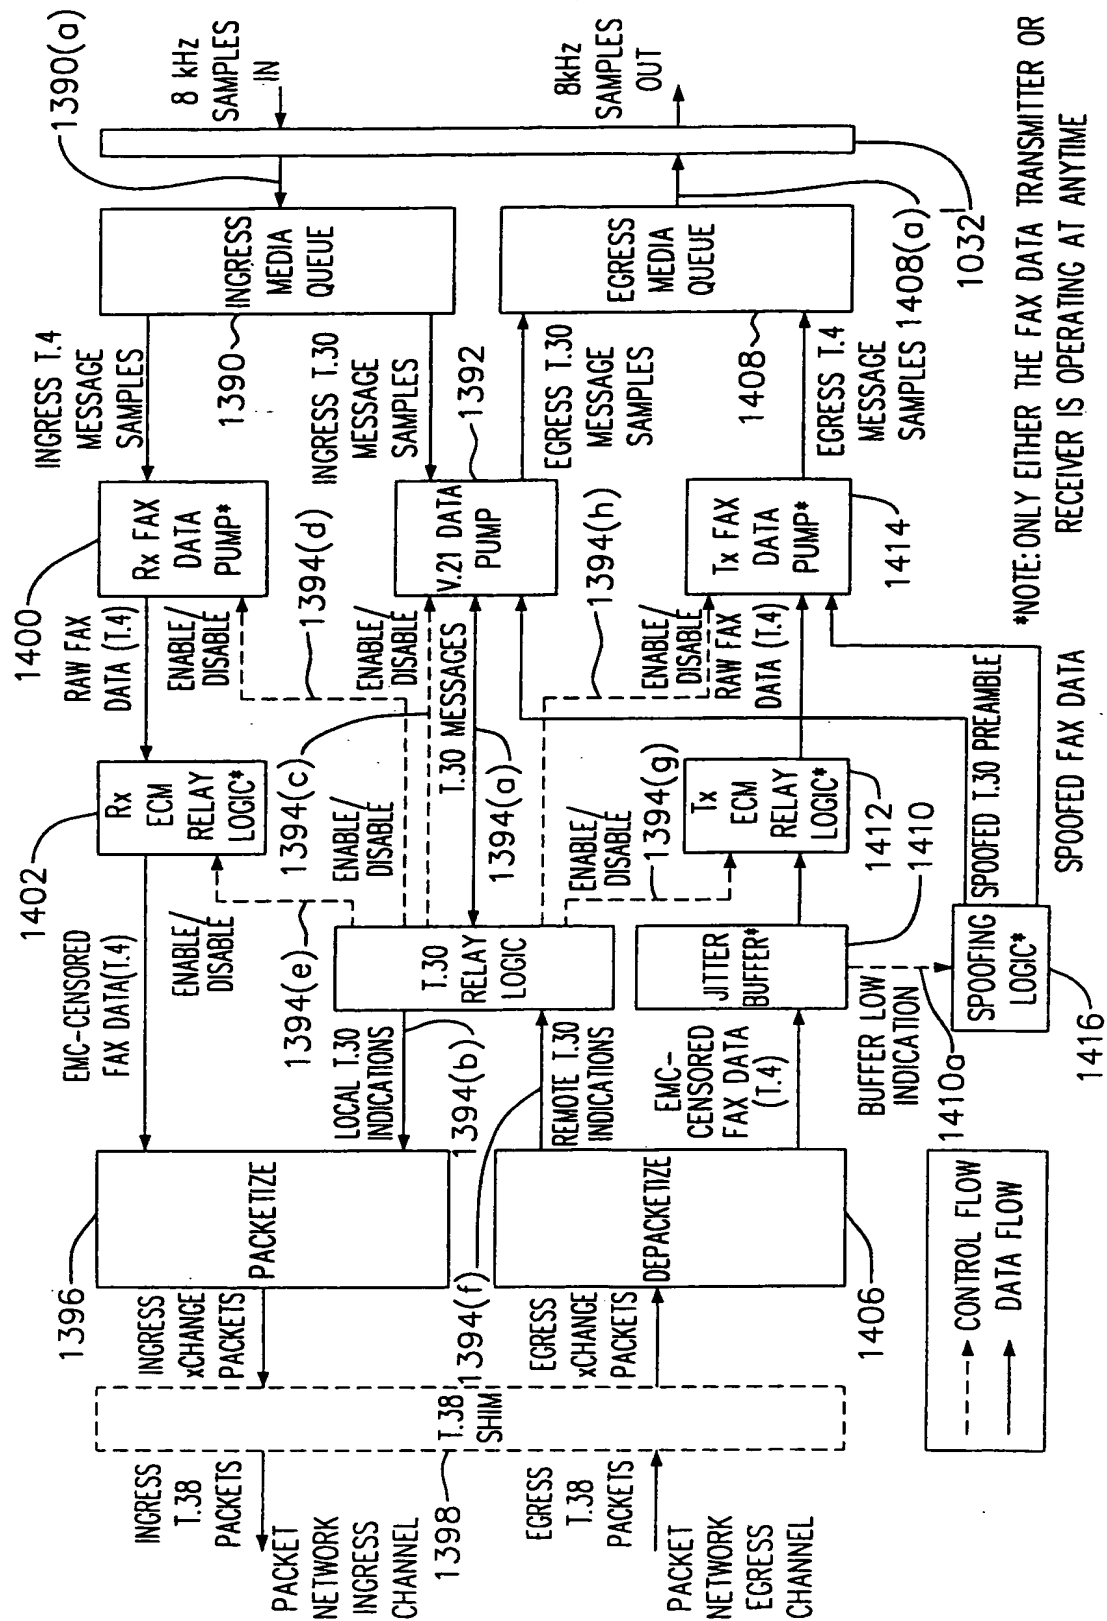 PACKET
NETWORK
INGRESS
CHANNEL
INGRESS
T.38
PACKETS
1398
T.38
SHIM
EGRESS
T.38
PACKETS
PACKET
NETWORK
EGRESS
CHANNEL
1396
INGRESS
xCHANGE
PACKETS
1394(f)
EGRESS
xCHANGE
PACKETS
1406
PACKETIZE
DEPACKETIZE
EMC-CENSORED
FAX DATA(T.4)
ENABLE/
DISABLE
1394(e)
LOCAL T.30
INDICATIONS
1394(b)
REMOTE T.30
INDICATIONS
EMC-
CENSORED
FAX DATA
(T.4)
BUFFER LOW
INDICATION
1410a
1402
Rx
ECM
RELAY
LOGIC*
T.30
RELAY
LOGIC
JITTER
BUFFER*
1410
SPOOFING
LOGIC*
1416
ENABLE/
DISABLE
1394(c)
1394(a)
ENABLE/
DISABLE
1394(g)
Tx
ECM
RELAY
LOGIC*
1412
1400
RAW FAX
DATA (T.4)
ENABLE/
DISABLE
1394(d)
ENABLE/
DISABLE
T.30 MESSAGES
1394(h)
ENABLE/
DISABLE
RAW FAX
DATA (T.4)
SPOOFED T.30 PREAMBLE
SPOOFED FAX DATA
Rx FAX
DATA
PUMP*
V.21 DATA
PUMP
1392
Tx FAX
DATA
PUMP*
1414
INGRESS T.4
MESSAGE
SAMPLES
1390
INGRESS T.30
MESSAGE
SAMPLES
EGRESS T.30
MESSAGE
SAMPLES
1408
EGRESS T.4
MESSAGE
SAMPLES
1408(a)
INGRESS
MEDIA
QUEUE
EGRESS
MEDIA
QUEUE
8 kHz
SAMPLES
IN
1390(a)
8kHz
SAMPLES
OUT
1032'
CONTROL FLOW
DATA FLOW
*NOTE: ONLY EITHER THE FAX DATA TRANSMITTER OR
RECEIVER IS OPERATING AT ANYTIME